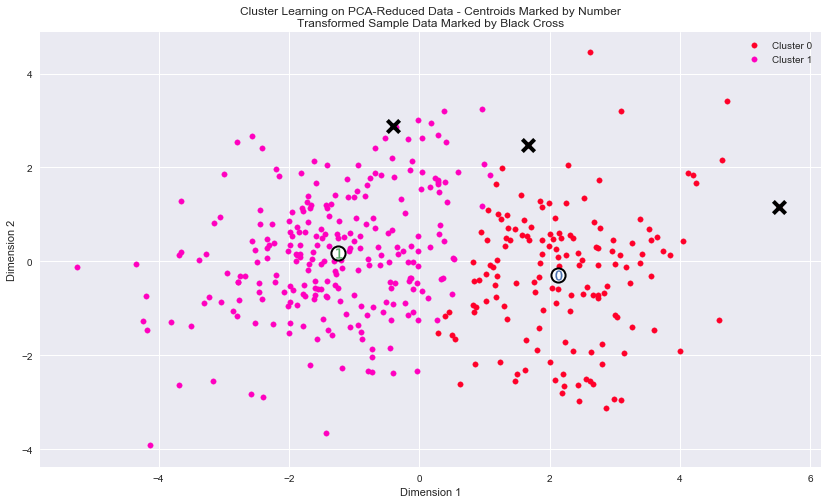 Cluster Learning on PCA-Reduced Data - Centroids Marked by Number
Transformed Sample Data Marked by Black Cross
Cluster 0
Cluster 1
4
2
0
−2
−4
Dimension 2
1
0
−4
−2
0
2
4
6
Dimension 1